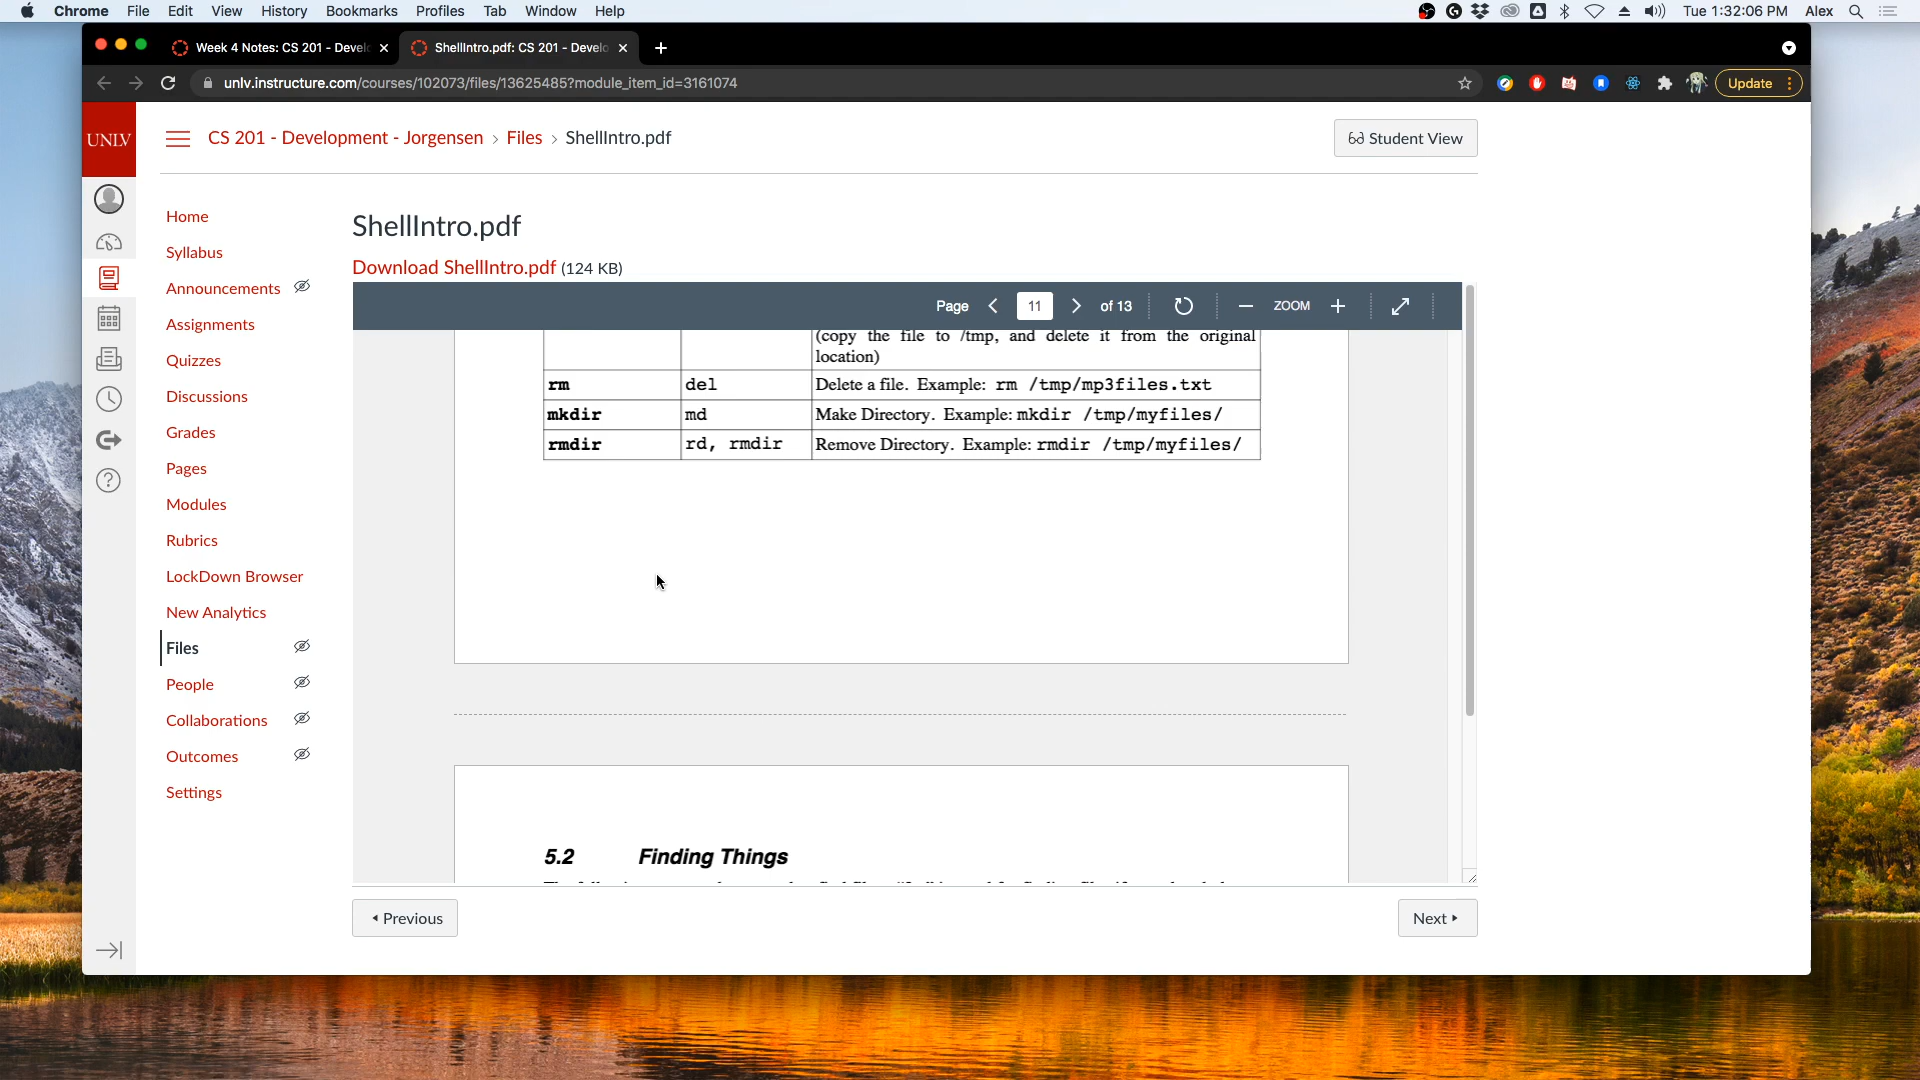 Chrome File Edit View History Bookmarks Profiles Tab Window Help
Tue 1:32:06 PM Alex
Week 4 Notes: CS 201 - Devel
ShellIntro.pdf: CS 201 - Develo
unlv.instructure.com/courses/102073/files/13625485?module_item_id=3161074
Update
UNLV
CS 201 - Development - Jorgensen > Files > ShellIntro.pdf
Student View
Home
Syllabus
Announcements
Assignments
Quizzes
Discussions
Grades
Pages
Modules
Rubrics
LockDown Browser
New Analytics
Files
People
Collaborations
Outcomes
Settings
ShellIntro.pdf
Download ShellIntro.pdf (124 KB)
Page 11 of 13 ZOOM
(copy the file to /tmp, and delete it from the original
location)
rm del Delete a file. Example: rm /tmp/mp3files.txt
mkdir md Make Directory. Example: mkdir /tmp/myfiles/
rmdir rd, rmdir Remove Directory. Example: rmdir /tmp/myfiles/
5.2 Finding Things
Previous
Next